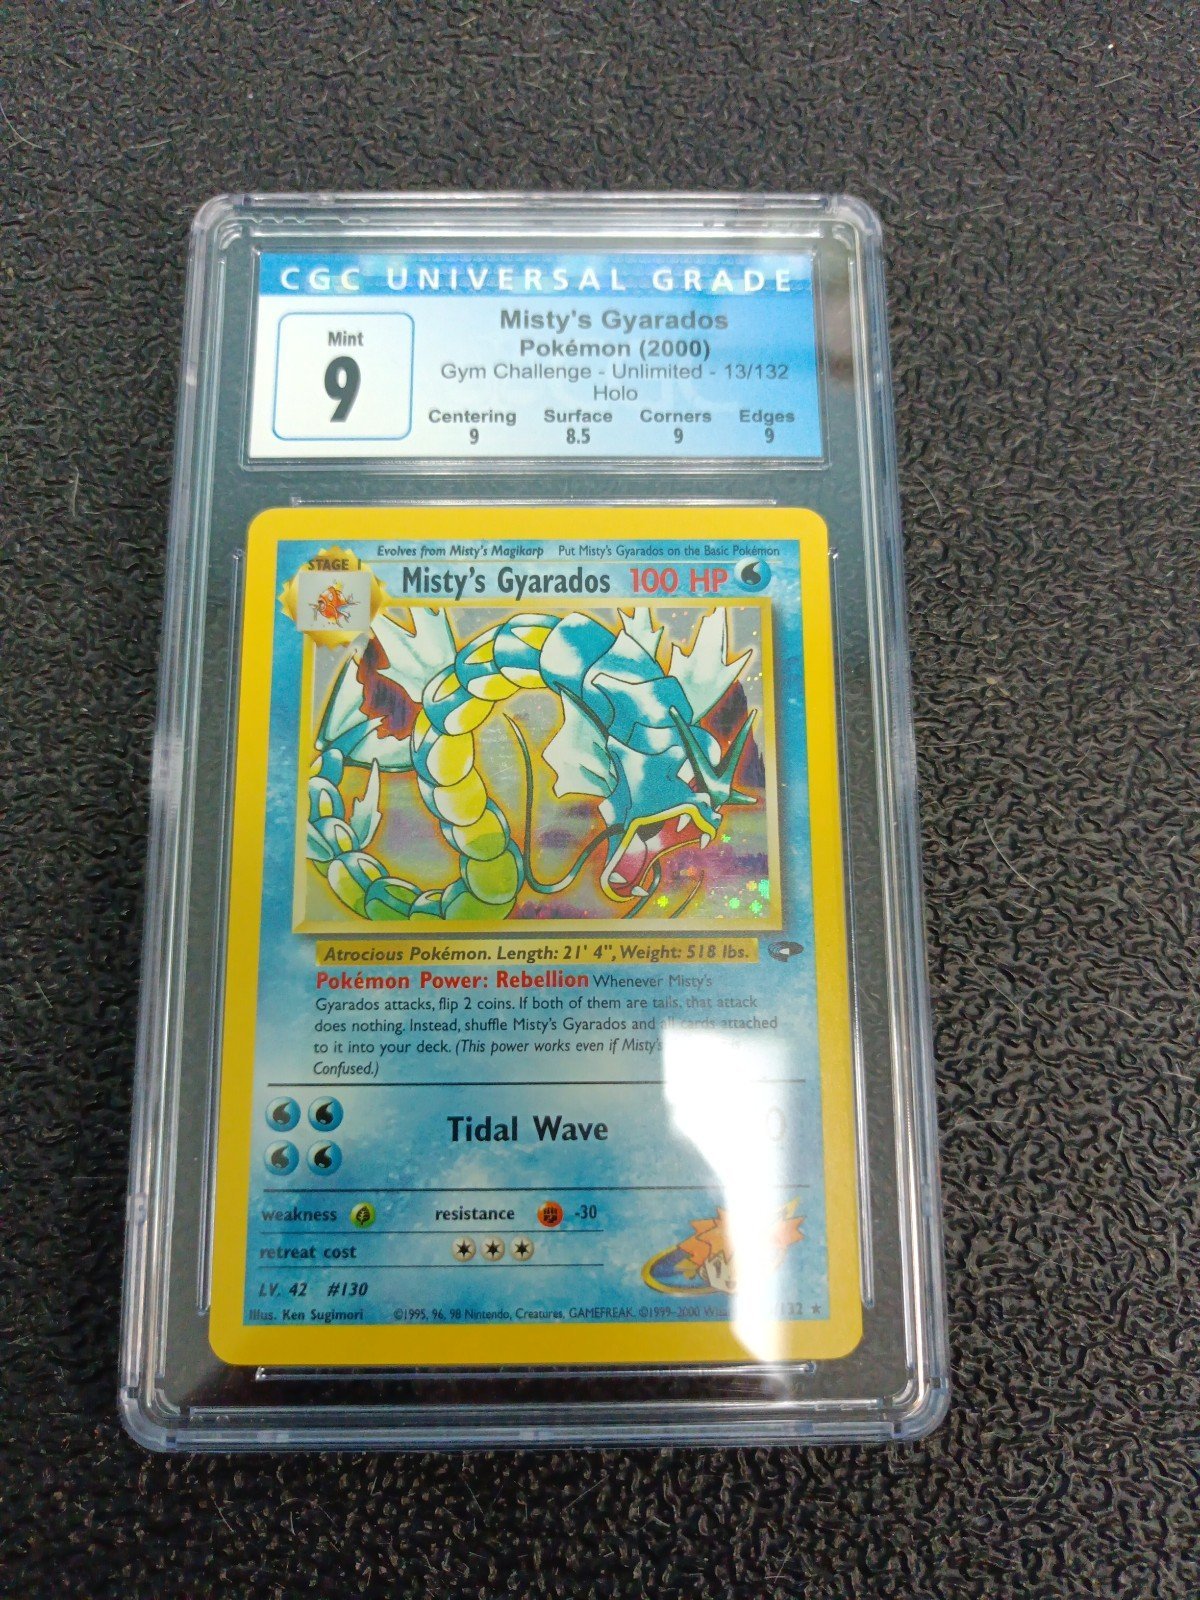 CGC UNIVERSAL GRADE
Mint
9
Misty's Gyarados
Pokémon (2000)
Gym Challenge - Unlimited - 13/132
Holo
Centering Surface Corners Edges
9 8.5 9 9
Evolves from Misty's Magikarp Put Misty's Gyarados on the Basic Pokémon
STAGE 1
Misty's Gyarados 100 HP
Atrocious Pokémon. Length: 21' 4", Weight: 518 lbs.
Pokémon Power: Rebellion Whenever Misty's
Gyarados attacks, flip 2 coins. If both of them are tails, that attack
does nothing. Instead, shuffle Misty's Gyarados and all cards attached
to it into your deck. (This power works even if Misty's
Confused.)
Tidal Wave
weakness resistance -30
retreat cost
LV. 42 #130
Illus. Ken Sugimori ©1995, 96, 98 Nintendo, Creatures, GAMEFREAK. ©1999-2000 /132